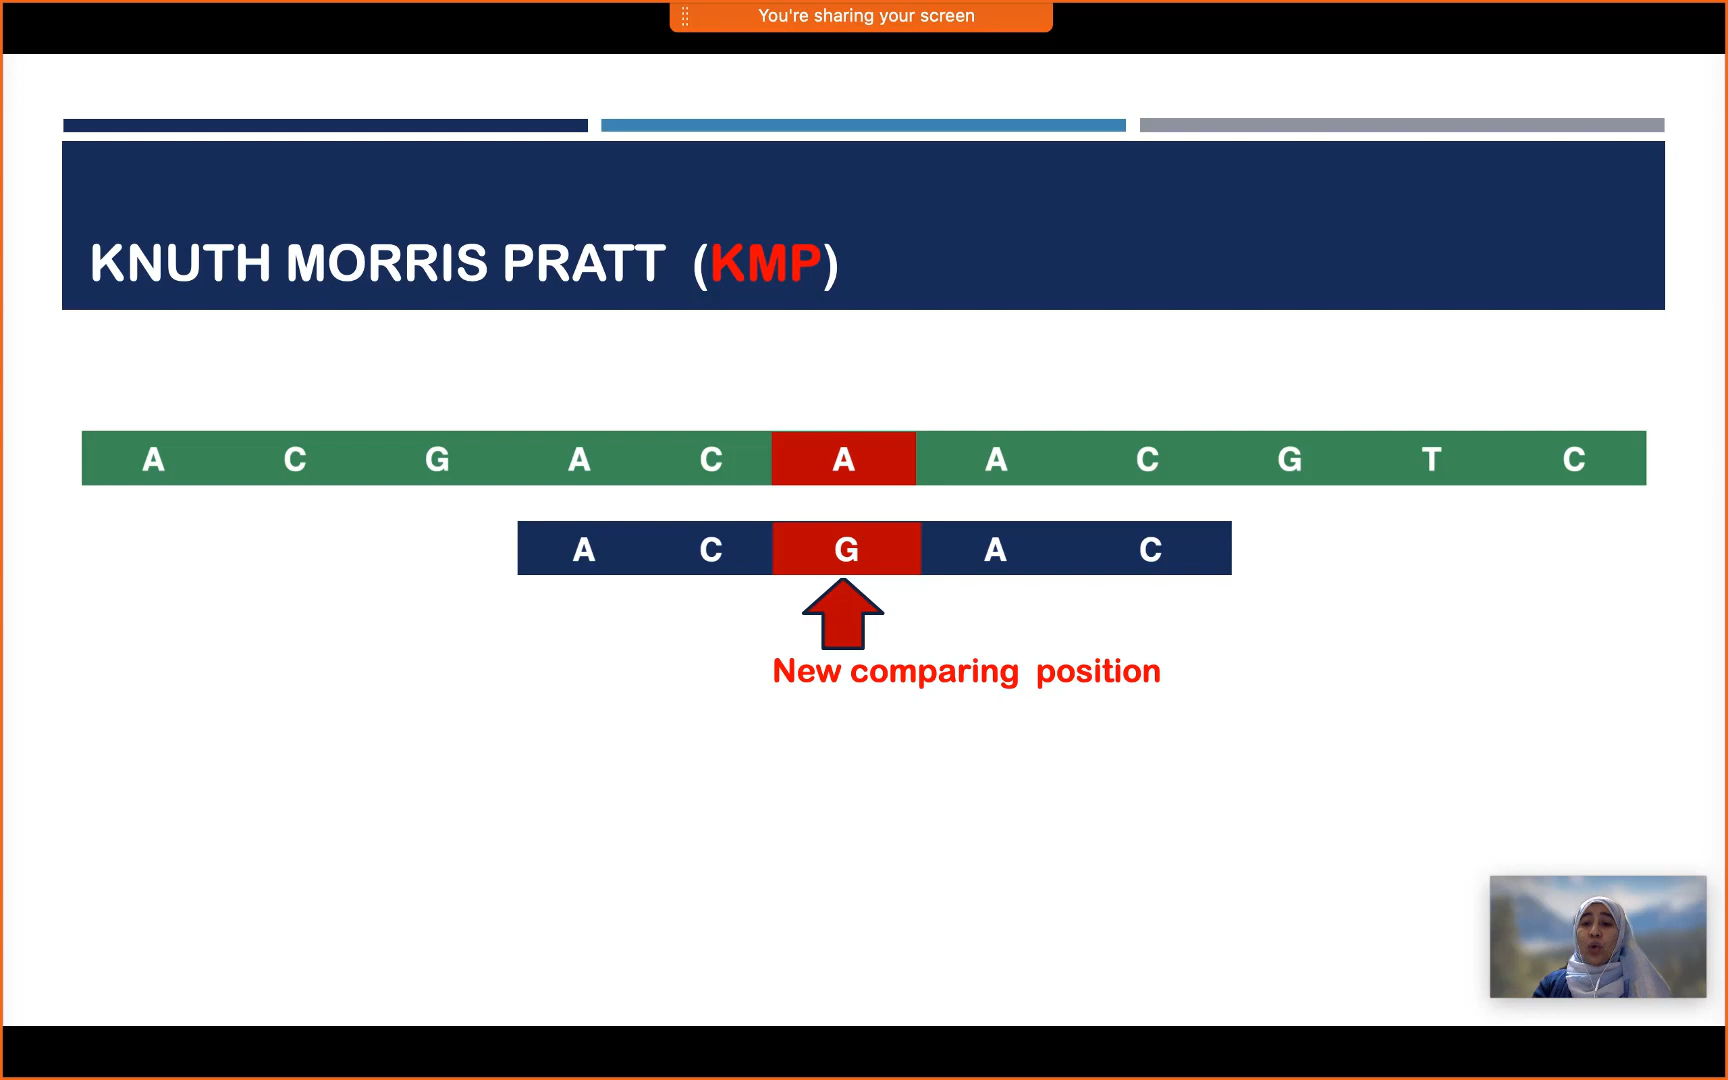 You're sharing your screen
KNUTH MORRIS PRATT (KMP)
A C G A C A A C G T C
A C G A C
New comparing position